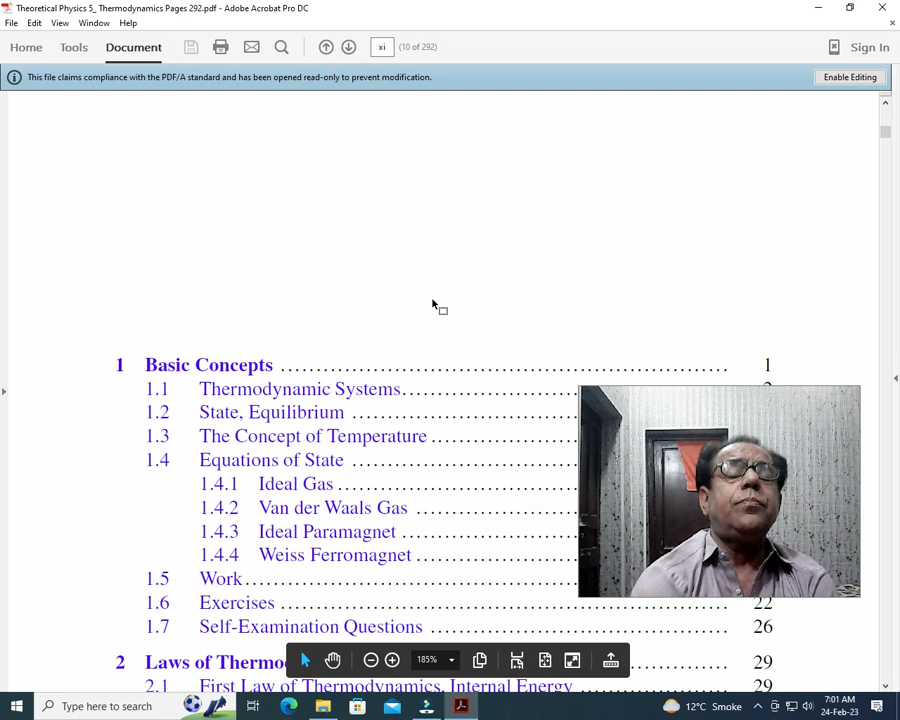 Theoretical Physics 5_ Thermodynamics Pages 292.pdf - Adobe Acrobat Pro DC
File Edit View Window Help
Home Tools Document xi (10 of 292) Sign In
This file claims compliance with the PDF/A standard and has been opened read-only to prevent modification. Enable Editing
1 Basic Concepts ........ 1
1.1 Thermodynamic Systems ........
1.2 State, Equilibrium ........
1.3 The Concept of Temperature ........
1.4 Equations of State ........
1.4.1 Ideal Gas ........
1.4.2 Van der Waals Gas ........
1.4.3 Ideal Paramagnet ........
1.4.4 Weiss Ferromagnet ........
1.5 Work ........
1.6 Exercises ........ 22
1.7 Self-Examination Questions ........ 26
2 Laws of ........ 29
2.1 First Law of Thermodynamics, Internal Energy ........ 29
185%
Type here to search
12°C Smoke
7:01 AM
24-Feb-23